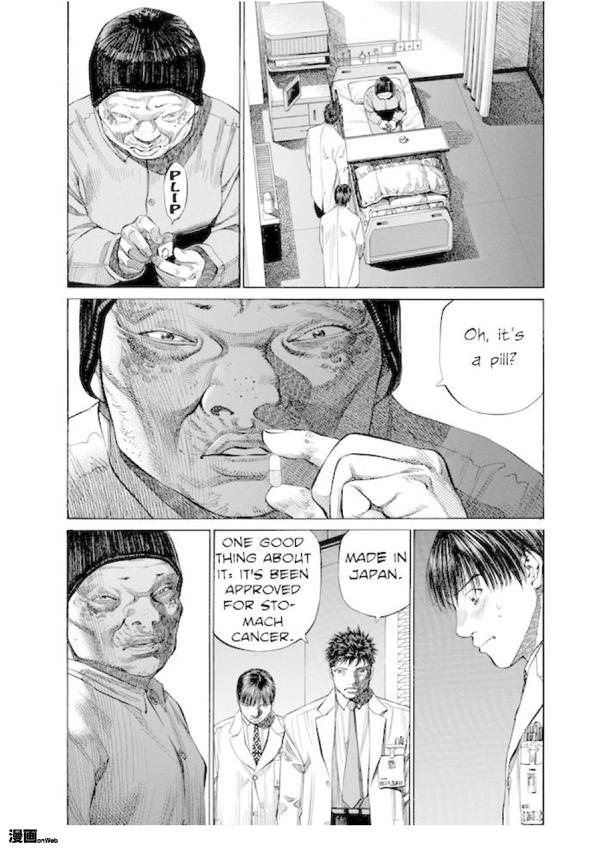 PLIP
Oh, it's
a pill?
MADE IN
JAPAN.
ONE GOOD
THING ABOUT
IT: IT'S BEEN
APPROVED
FOR STO-
MACH
CANCER.
漫画onWeb